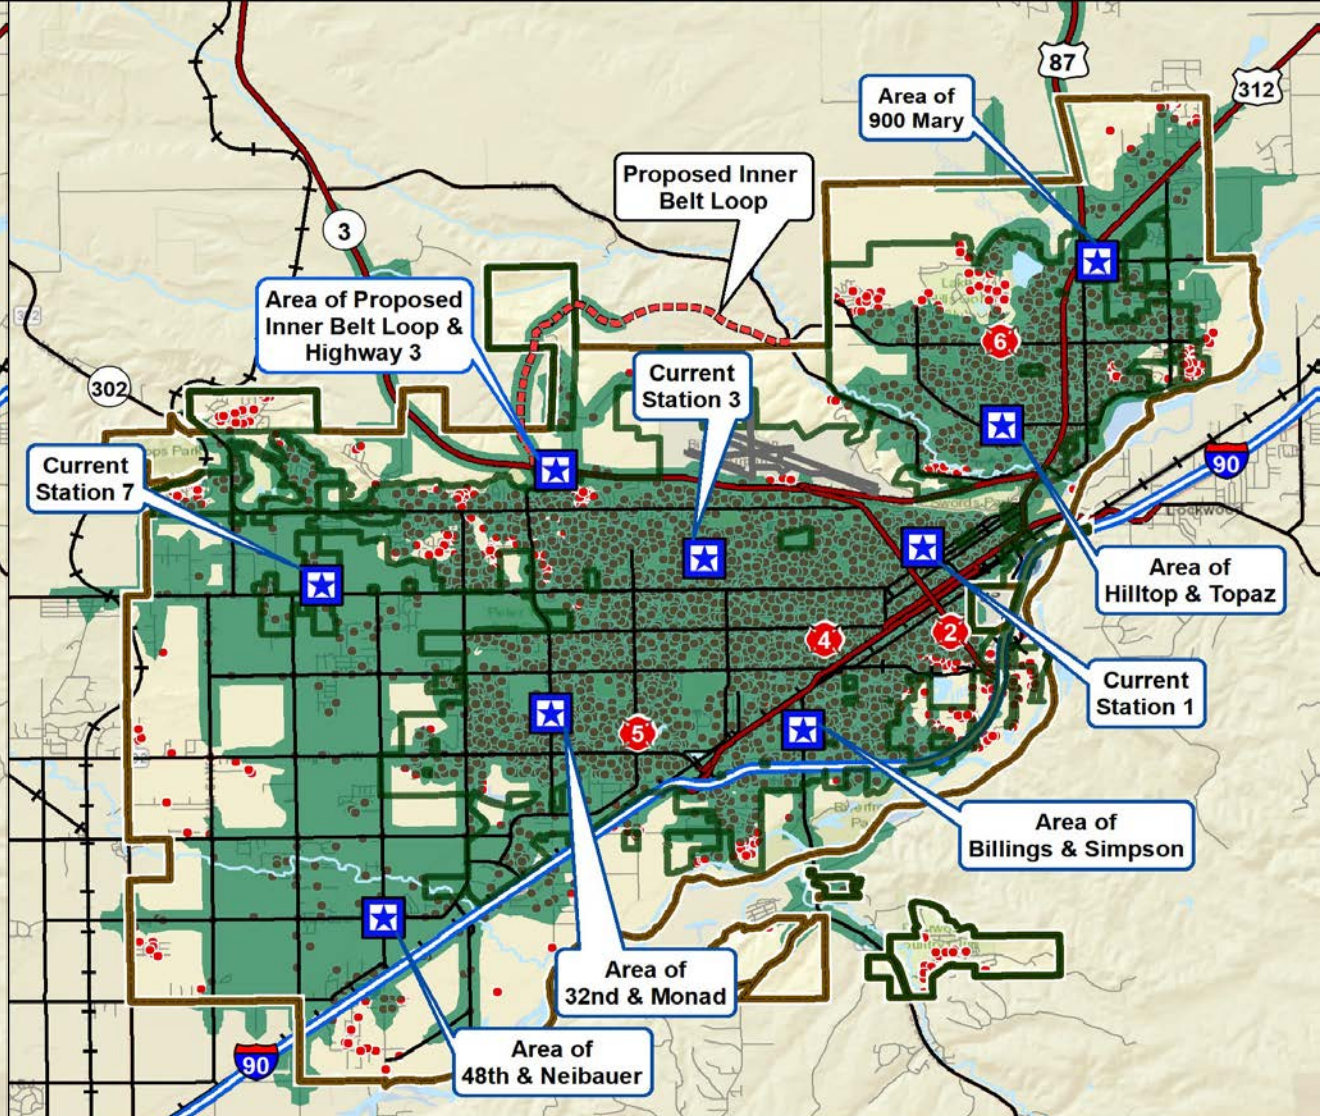 87
312
Area of
900 Mary
Proposed Inner
Belt Loop
3
Area of Proposed
Inner Belt Loop &
Highway 3
302
Current
Station 3
6
Current
Station 7
90
Lockwood
Area of
Hilltop & Topaz
4
2
Current
Station 1
5
Area of
Billings & Simpson
Area of
32nd & Monad
Area of
48th & Neibauer
90